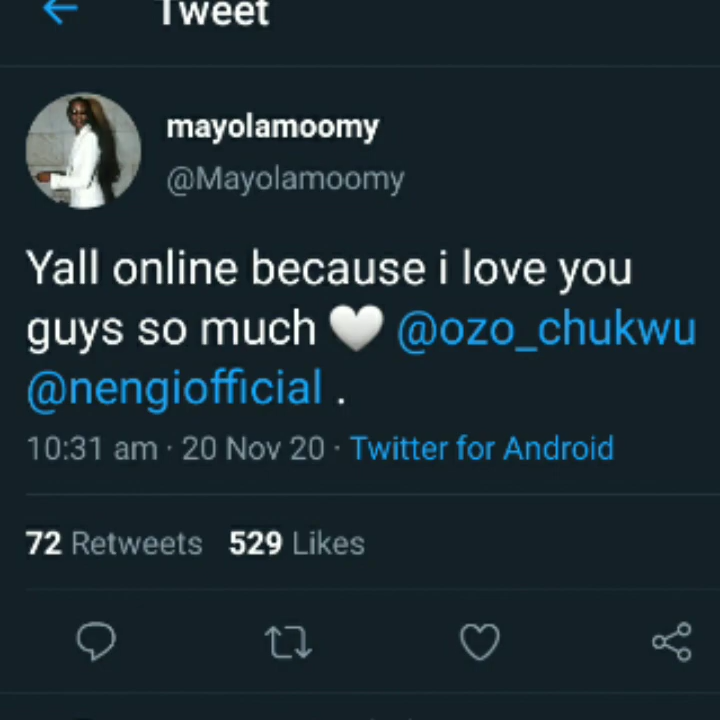 Tweet
mayolamoomy
@Mayolamoomy
Yall online because i love you
guys so much 🤍 @ozo_chukwu
@nengiofficial .
10:31 am · 20 Nov 20 · Twitter for Android
72 Retweets 529 Likes